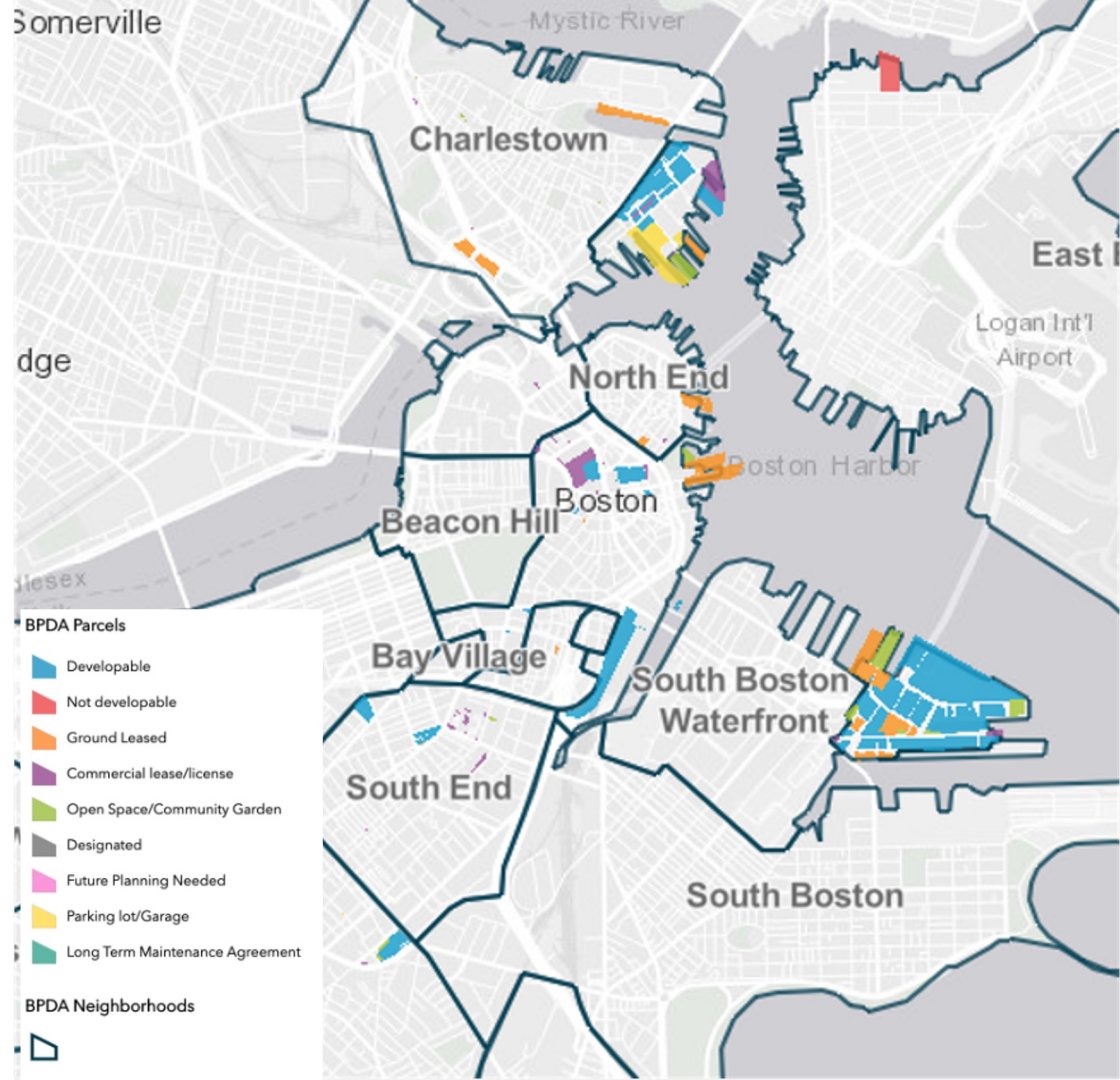 Somerville
Mystic River
Charlestown
East
Logan Int'l
Airport
dge
North End
Boston Harbor
Boston
Beacon Hill
dlesex
Bay Village
South Boston
Waterfront
South End
South Boston
BPDA Parcels
Developable
Not developable
Ground Leased
Commercial lease/license
Open Space/Community Garden
Designated
Future Planning Needed
Parking lot/Garage
Long Term Maintenance Agreement
BPDA Neighborhoods